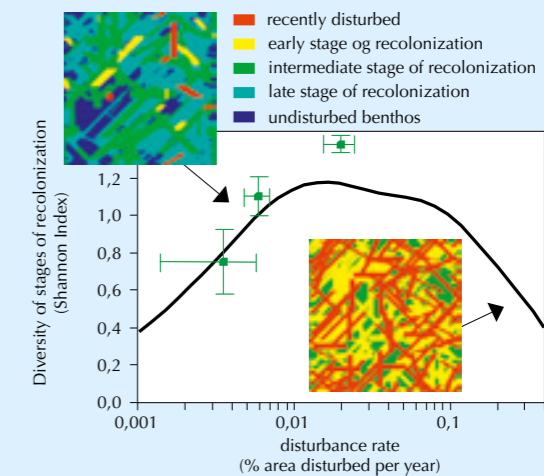 recently disturbed
early stage og recolonization
intermediate stage of recolonization
late stage of recolonization
undisturbed benthos
Diversity of stages of recolonization
(Shannon Index)
1,2
1,0
0,8
0,6
0,4
0,2
0,0
0,001
0,01
0,1
disturbance rate
(% area disturbed per year)